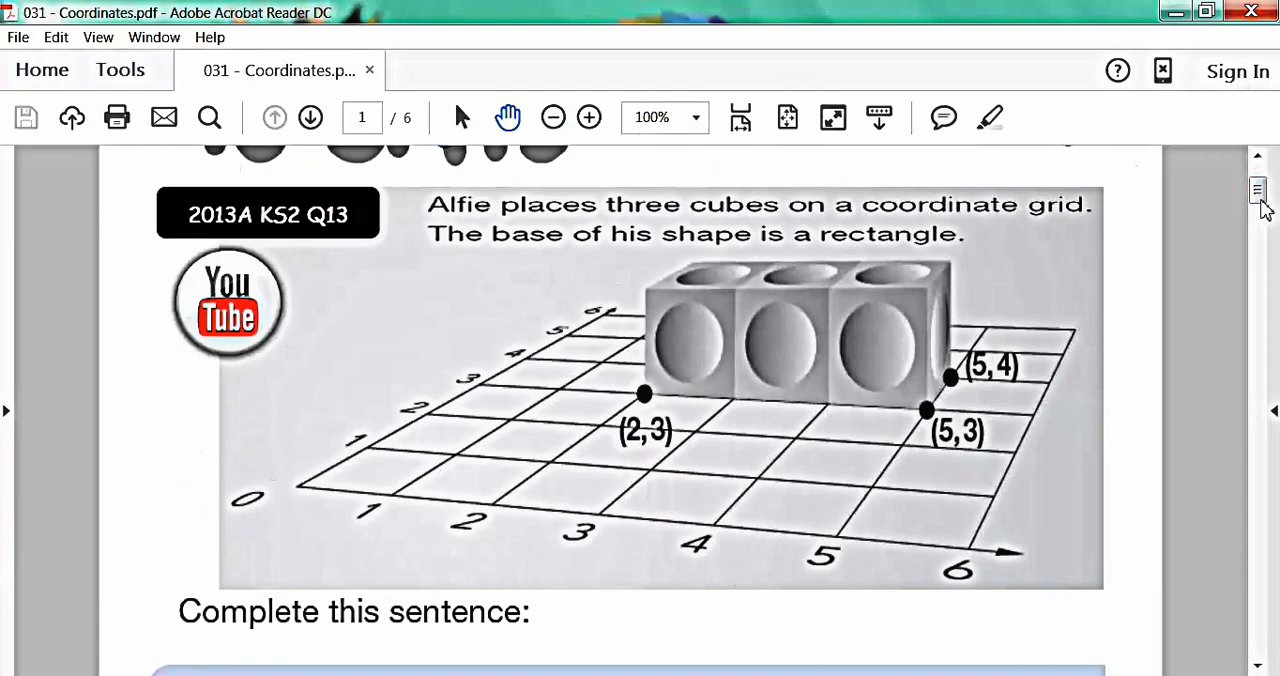 031 - Coordinates.pdf - Adobe Acrobat Reader DC
File Edit View Window Help
Home Tools 031 - Coordinates.p... × Sign In
1 / 6 100%
2013A KS2 Q13
Alfie places three cubes on a coordinate grid.
The base of his shape is a rectangle.
You
Tube
6
5
4
3
2
1
0
(5,4)
(2,3)
(5,3)
1
2
3
4
5
6
Complete this sentence: